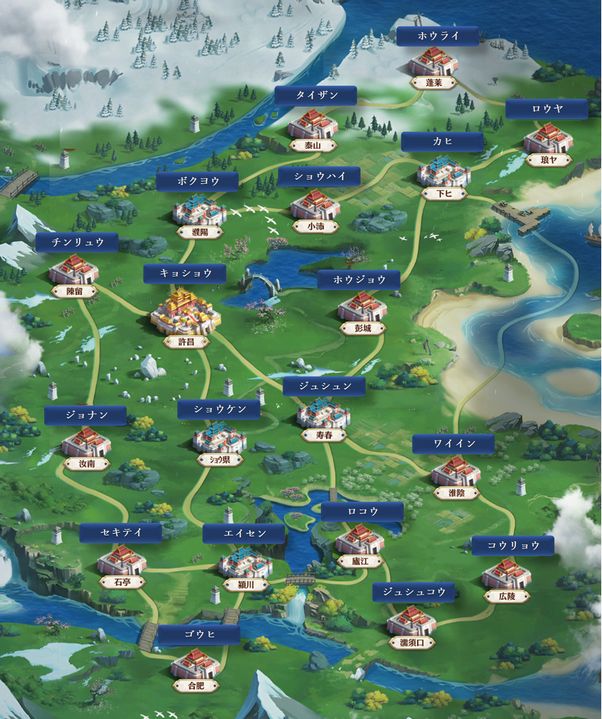 ホウライ
蓬莱
タイザン
泰山
ロウヤ
琅ヤ
カヒ
下ヒ
ボクヨウ
濮陽
ショウハイ
小沛
チンリュウ
陳留
キョショウ
許昌
ホウジョウ
彭城
ジュシュン
寿春
ジョナン
汝南
ショウケン
ショウ県
ワイイン
淮陰
セキテイ
石亭
エイセン
潁川
ロコウ
廬江
コウリョウ
広陵
ジュシュコウ
濡須口
ゴウヒ
合肥